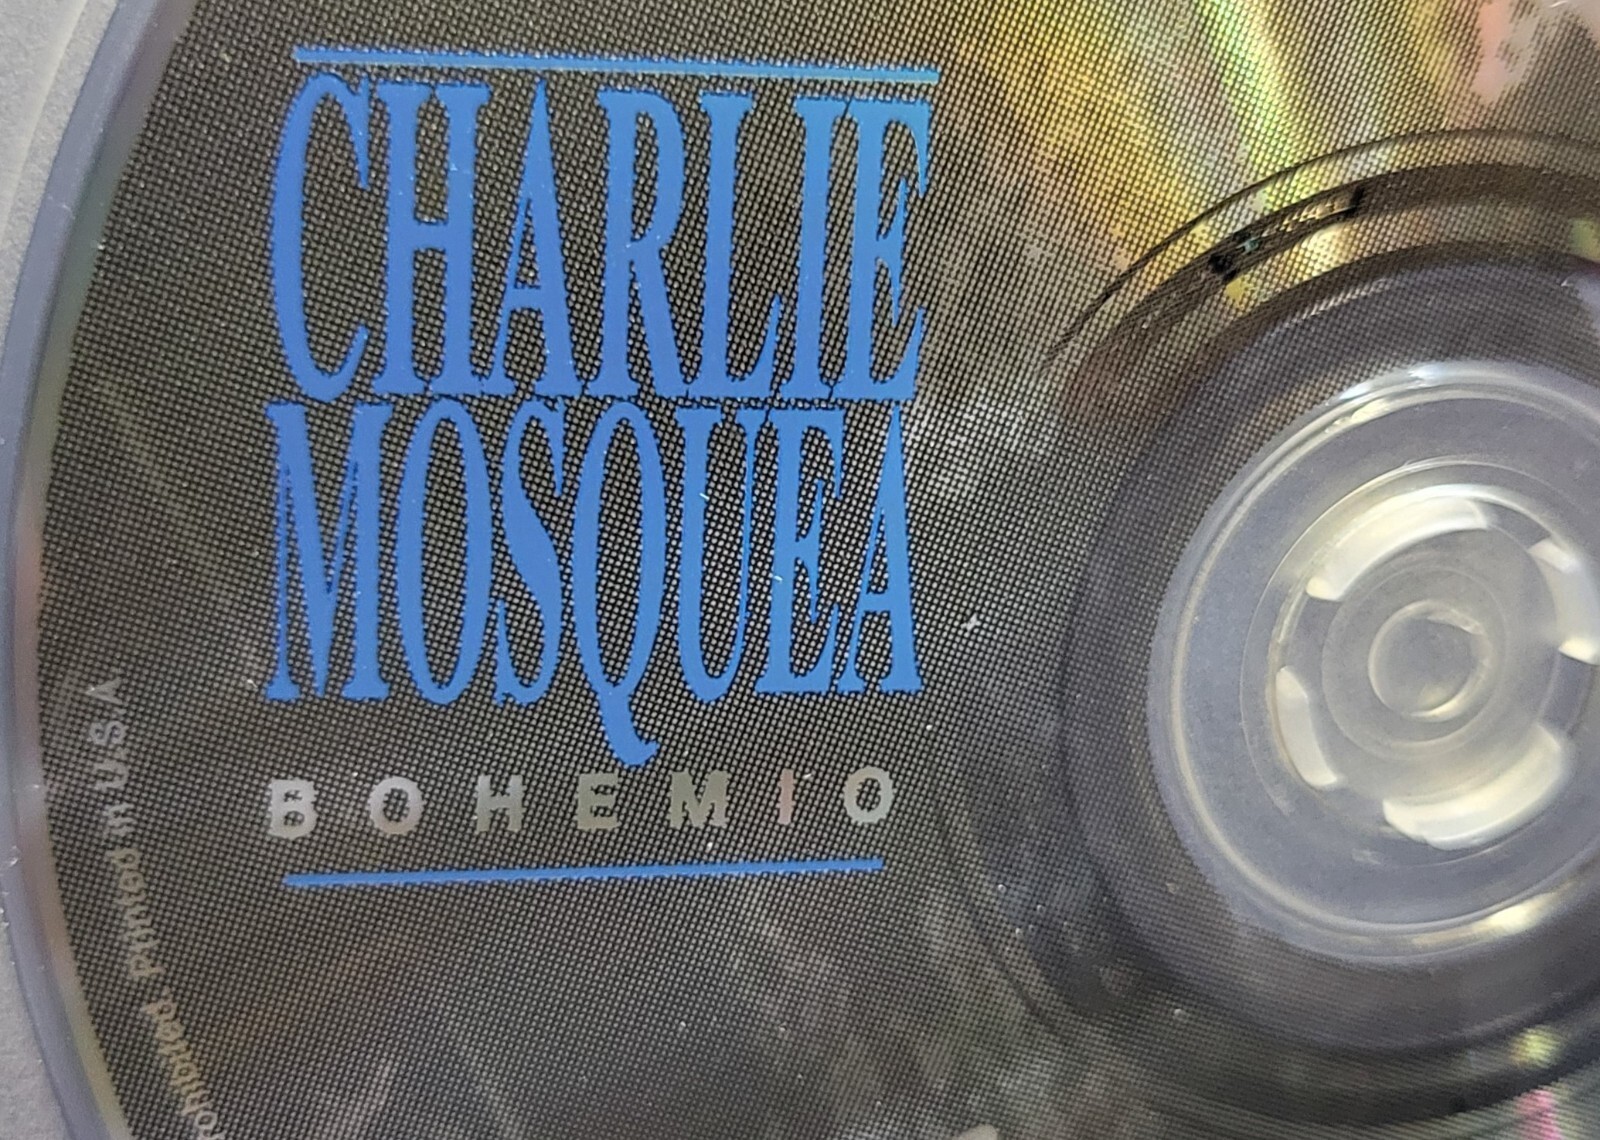 CHARLIE
MOSQUEA
BOHEMIO
Printed in USA